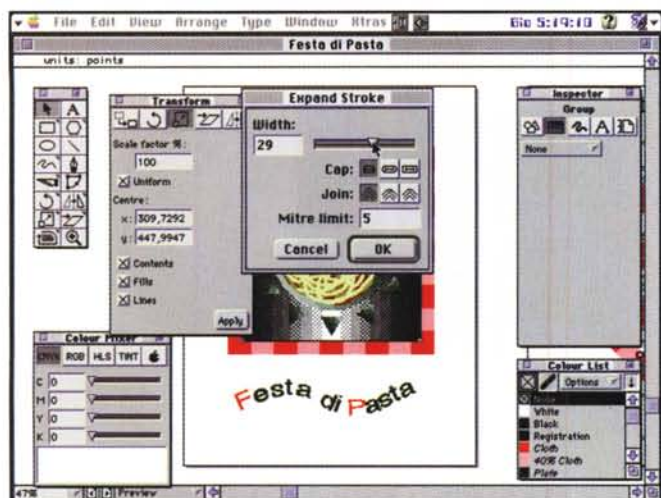 File Edit View Arrange Type Window Xtras
Gio 5:19:10
Festa di Pasta
units: points
Transform
Scale factor %:
100
Uniform
Centre:
x: 309,7292
y: 447,9947
Contents
Fills
Lines
Apply
Expand Stroke
Width:
29
Cap:
Join:
Mitre limit: 5
Cancel OK
Inspector
Group
None
Colour Mixer
CMYK RGB HLS TINT
C 0
M 0
Y 0
K 0
Festa di Pasta
Colour List
Options
None
White
Black
Registration
Cloth
40% Cloth
Plate
47% Preview